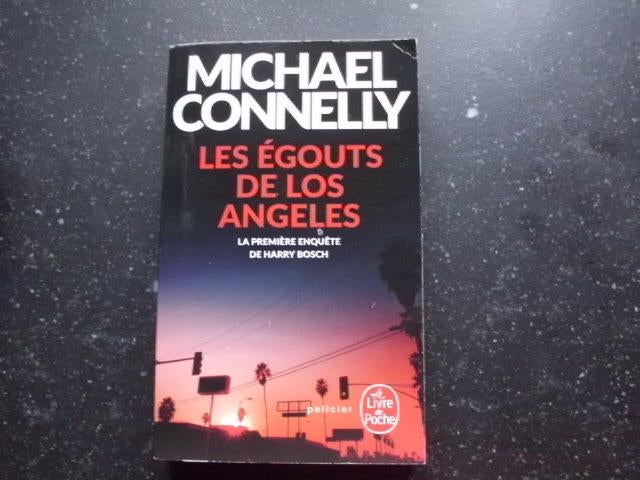 MICHAEL
CONNELLY
LES ÉGOUTS
DE LOS
ANGELES
LA PREMIÈRE ENQUÊTE
DE HARRY BOSCH
policier
Le
Livre
de
Poche